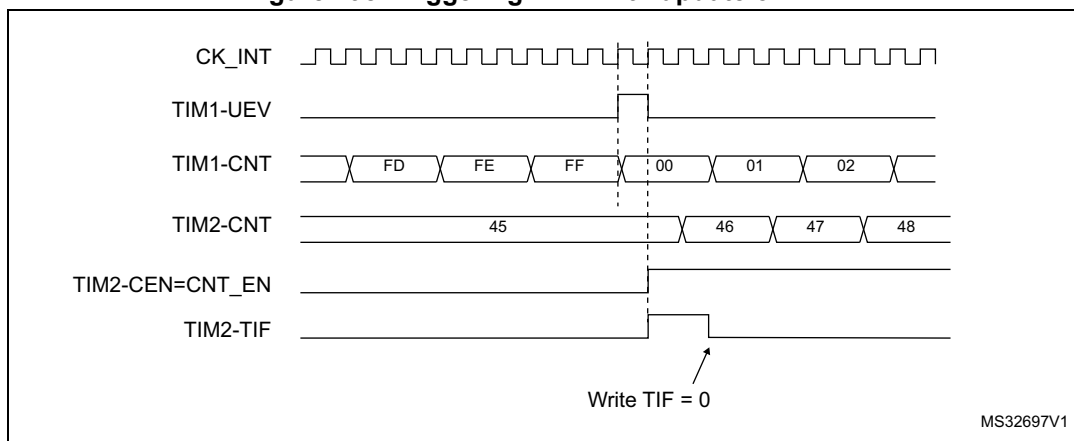 CK_INT
TIM1-UEV
TIM1-CNT FD FE FF 00 01 02
TIM2-CNT 45 46 47 48
TIM2-CEN=CNT_EN
TIM2-TIF
Write TIF = 0
MS32697V1